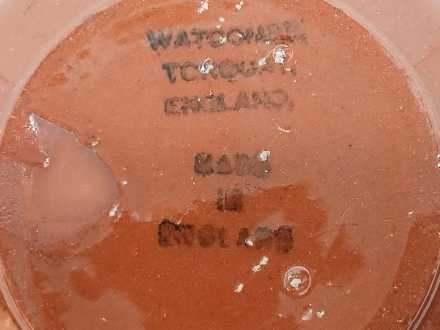 WATCOMBE
TORQUAY
ENGLAND.
MADE
IN
ENGLAND